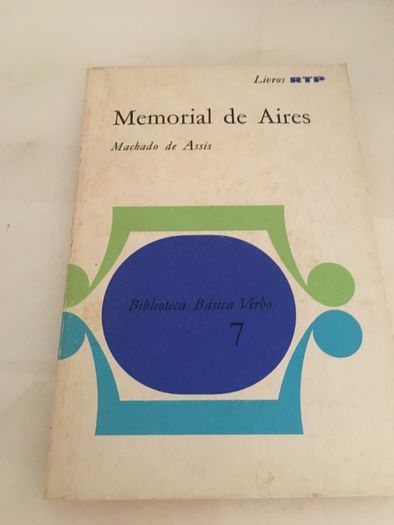 Livros RTP
Memorial de Aires
Machado de Assis
Biblioteca Básica Verbo
7